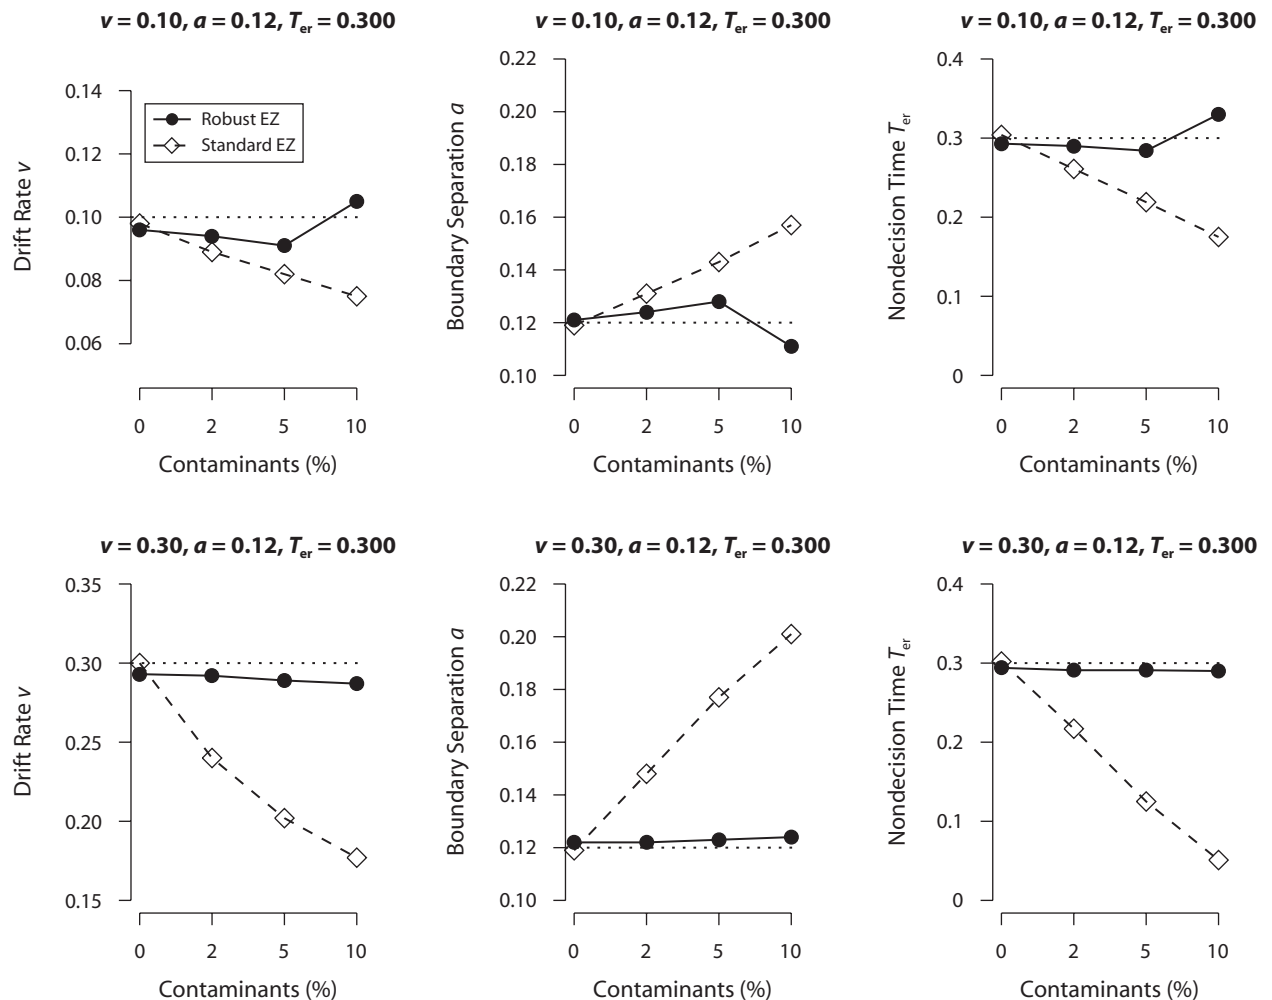 v = 0.10, a = 0.12, Ter = 0.300
Drift Rate v
0.14
0.12
0.10
0.08
0.06
Robust EZ
Standard EZ
0 2 5 10
Contaminants (%)
v = 0.10, a = 0.12, Ter = 0.300
Boundary Separation a
0.22
0.20
0.18
0.16
0.14
0.12
0.10
0 2 5 10
Contaminants (%)
v = 0.10, a = 0.12, Ter = 0.300
Nondecision Time Ter
0.4
0.3
0.2
0.1
0
0 2 5 10
Contaminants (%)
v = 0.30, a = 0.12, Ter = 0.300
Drift Rate v
0.35
0.30
0.25
0.20
0.15
0 2 5 10
Contaminants (%)
v = 0.30, a = 0.12, Ter = 0.300
Boundary Separation a
0.22
0.20
0.18
0.16
0.14
0.12
0.10
0 2 5 10
Contaminants (%)
v = 0.30, a = 0.12, Ter = 0.300
Nondecision Time Ter
0.4
0.3
0.2
0.1
0
0 2 5 10
Contaminants (%)